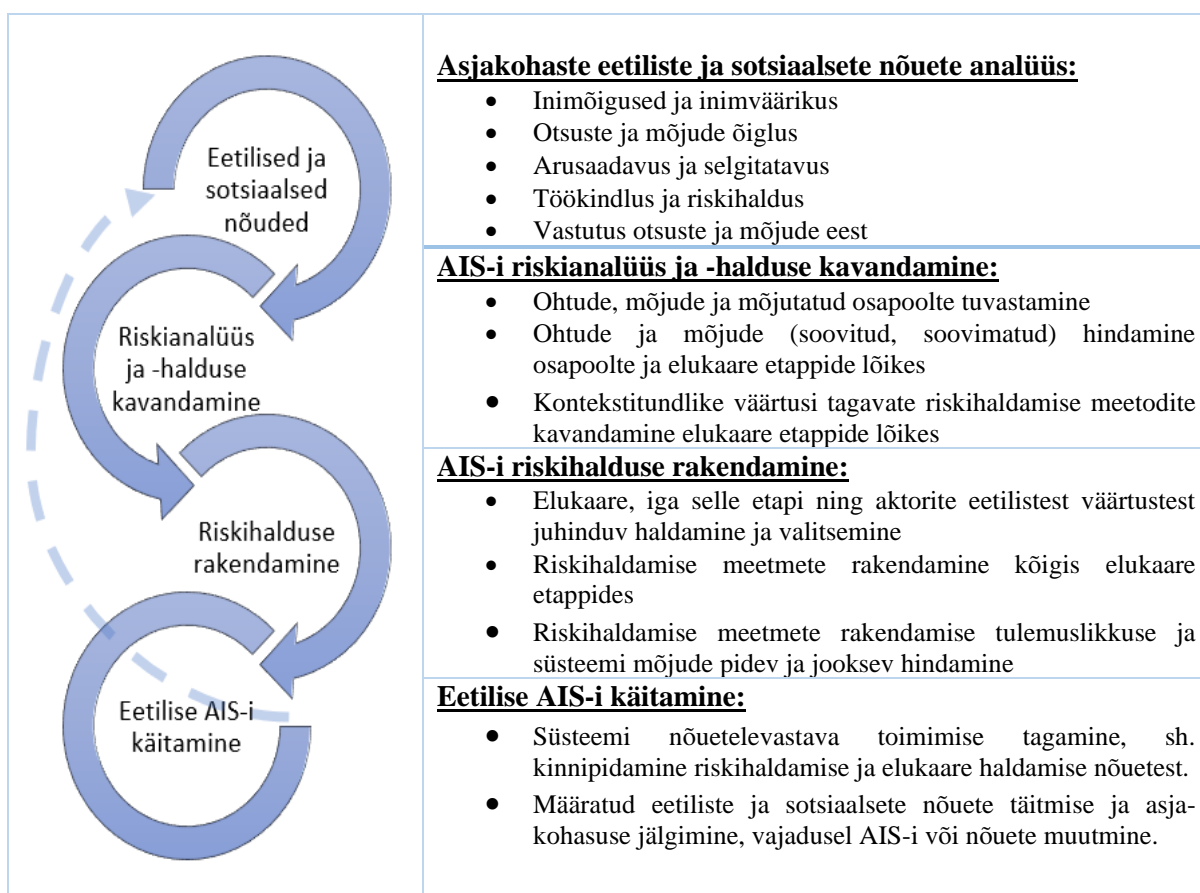 Eetilised ja
sotsiaalsed
nõuded
Riskianalüüs
ja -halduse
kavandamine
Riskihalduse
rakendamine
Eetilise AIS-i
käitamine
Asjakohaste eetiliste ja sotsiaalsete nõuete analüüs:
• Inimõigused ja inimväärikus
• Otsuste ja mõjude õiglus
• Arusaadavus ja selgitatavus
• Töökindlus ja riskihaldus
• Vastutus otsuste ja mõjude eest
AIS-i riskianalüüs ja -halduse kavandamine:
• Ohtude, mõjude ja mõjutatud osapoolte tuvastamine
• Ohtude ja mõjude (soovitud, soovimatud) hindamine
osapoolte ja elukaare etappide lõikes
• Kontekstitundlike väärtusi tagavate riskihaldamise meetodite
kavandamine elukaare etappide lõikes
AIS-i riskihalduse rakendamine:
• Elukaare, iga selle etapi ning aktorite eetilistest väärtustest
juhinduv haldamine ja valitsemine
• Riskihaldamise meetmete rakendamine kõigis elukaare
etappides
• Riskihaldamise meetmete rakendamise tulemuslikkuse ja
süsteemi mõjude pidev ja jooksev hindamine
Eetilise AIS-i käitamine:
• Süsteemi nõuetelevastava toimimise tagamine, sh.
kinnipidamine riskihaldamise ja elukaare haldamise nõuetest.
• Määratud eetiliste ja sotsiaalsete nõuete täitmise ja asja-
kohasuse jälgimine, vajadusel AIS-i või nõuete muutmine.